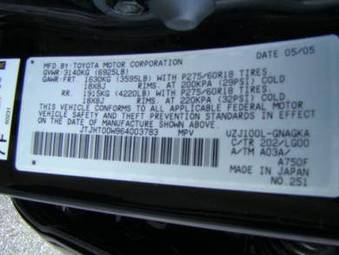 MFD.BY TOYOTA MOTOR CORPORATION DATE 05/05
GVWR:3140KG (6925LB)
GAWR:FRT. 1630KG (3595LB) WITH P275/60R18 TIRES
18X8J RIMS. AT 200KPA (29PSI) COLD
RR. 1915KG (4220LB) WITH P275/60R18 TIRES
18X8J RIMS. AT 220KPA (32PSI) COLD
THIS VEHICLE CONFORMS TO ALL APPLICABLE FEDERAL MOTOR
VEHICLE SAFETY, BUMPER AND THEFT PREVENTION STANDARDS IN
EFFECT ON THE DATE OF MANUFACTURE SHOWN ABOVE.
JTJHT00W964003783 MPV UZJ100L-GNAGKA
C/TR 202/LG00
A/TM A03A/
A750F
MADE IN JAPAN
NO.251